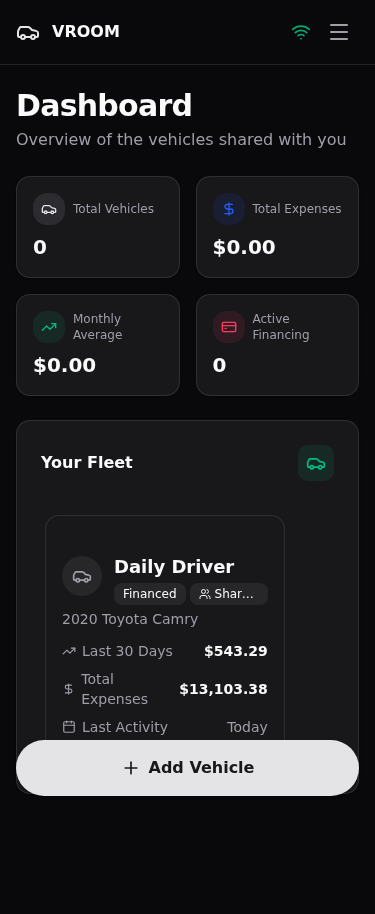 VROOM
Dashboard
Overview of the vehicles shared with you
Total Vehicles
0
Total Expenses
$0.00
Monthly
Average
$0.00
Active
Financing
0
Your Fleet
Daily Driver
Financed
Shar...
2020 Toyota Camry
Last 30 Days $543.29
Total
Expenses $13,103.38
Last Activity Today
Add Vehicle